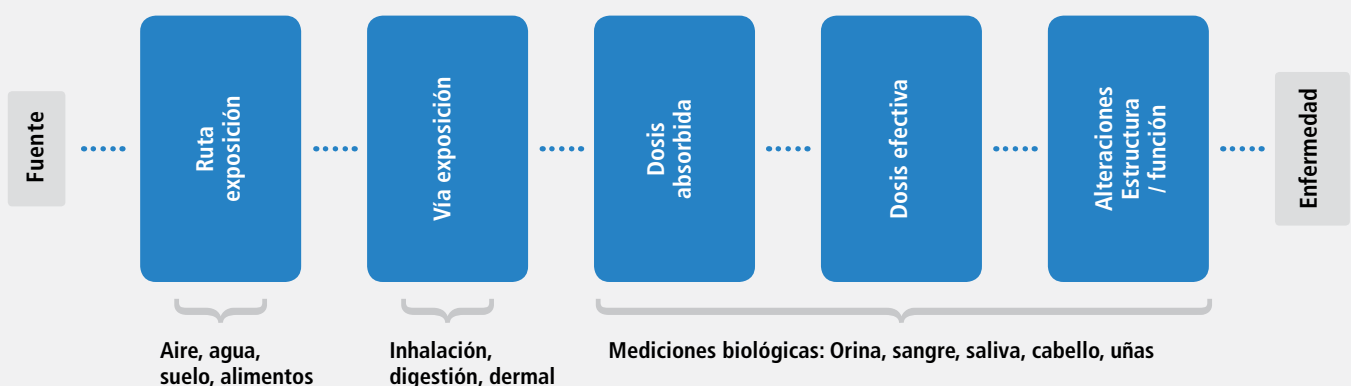 Fuente
Ruta
exposición
Vía exposición
Dosis
absorbida
Dosis efectiva
Alteraciones
Estructura
/ función
Enfermedad
Aire, agua,
suelo, alimentos
Inhalación,
digestión, dermal
Mediciones biológicas: Orina, sangre, saliva, cabello, uñas